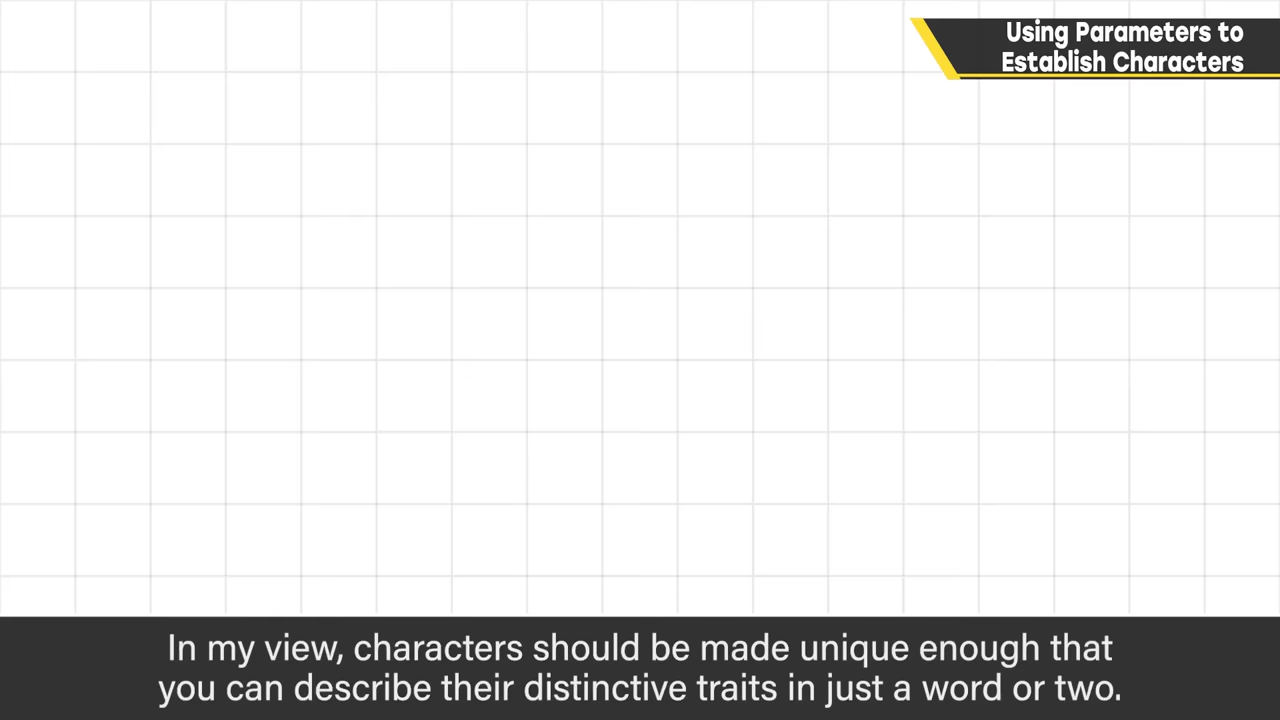 Using Parameters to
Establish Characters
In my view, characters should be made unique enough that
you can describe their distinctive traits in just a word or two.